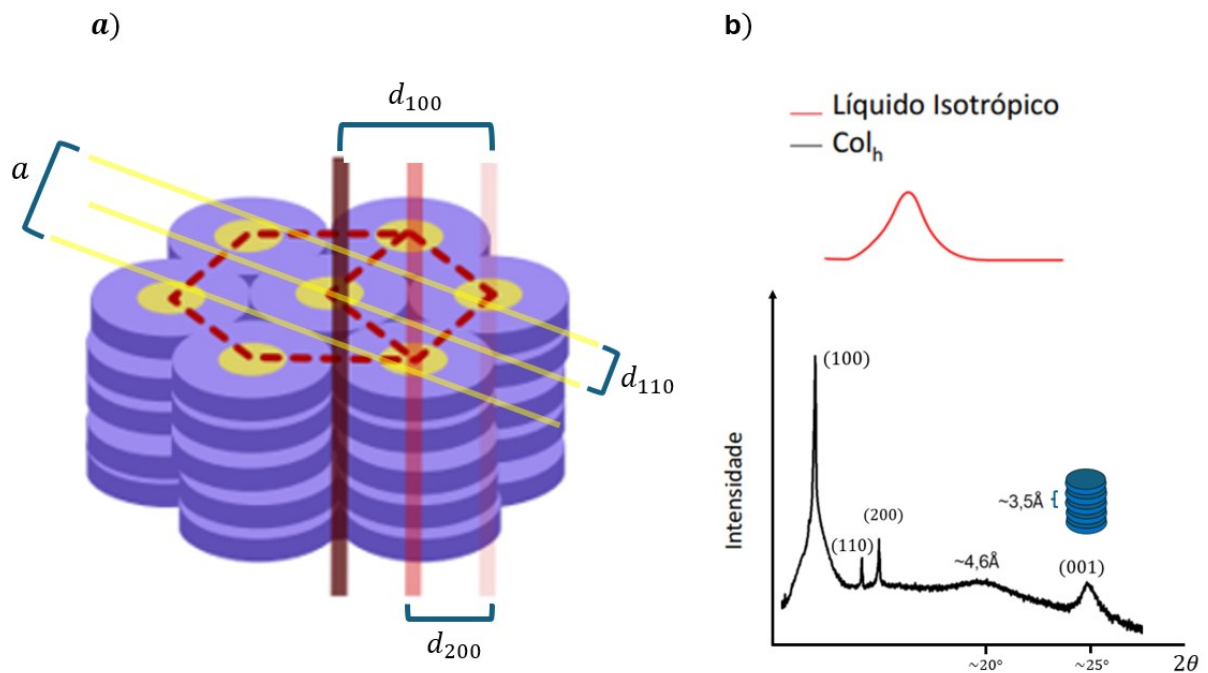 a)
d₁₀₀
a
d₁₁₀
d₂₀₀
b)
Líquido Isotrópico
Colₕ
Intensidade
(100)
(110)
(200)
~4,6Å
~3,5Å
(001)
~20°
~25°
2θ